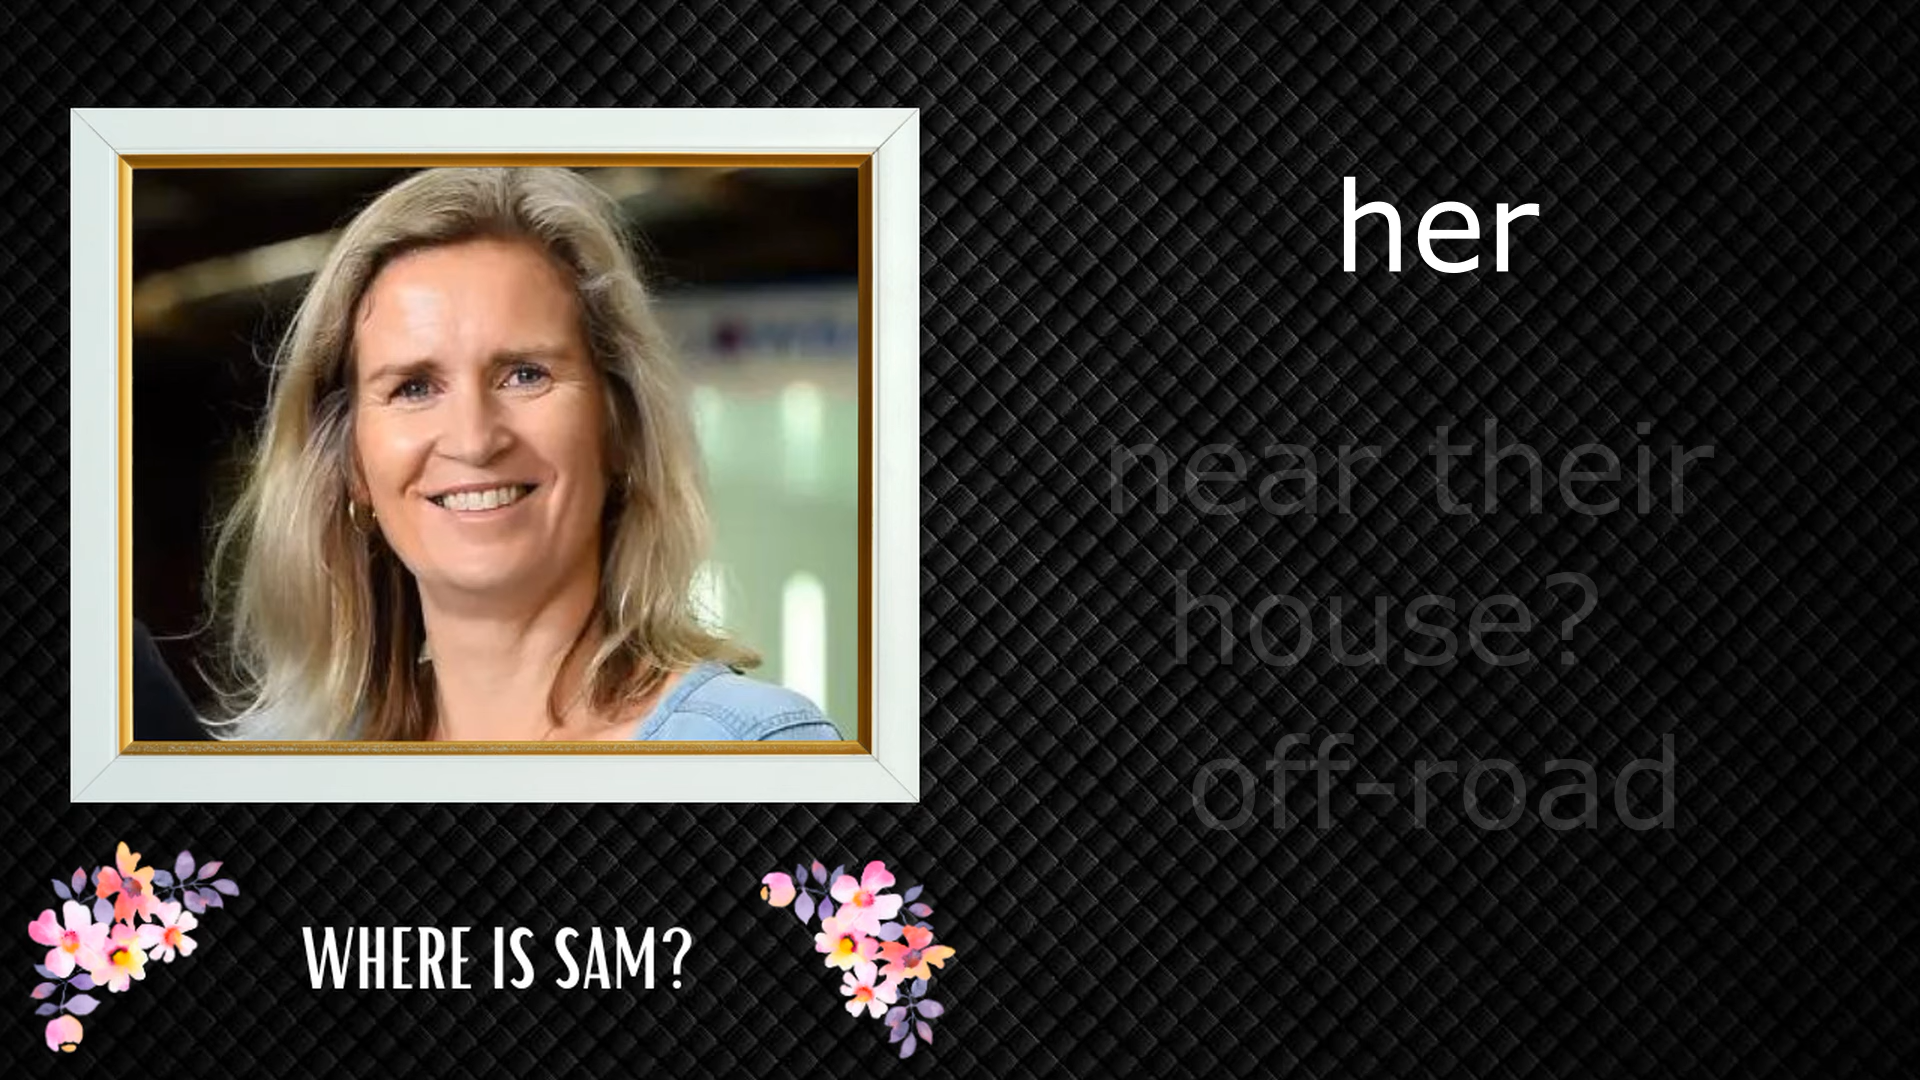 her
near their
house?
off-road
WHERE IS SAM?